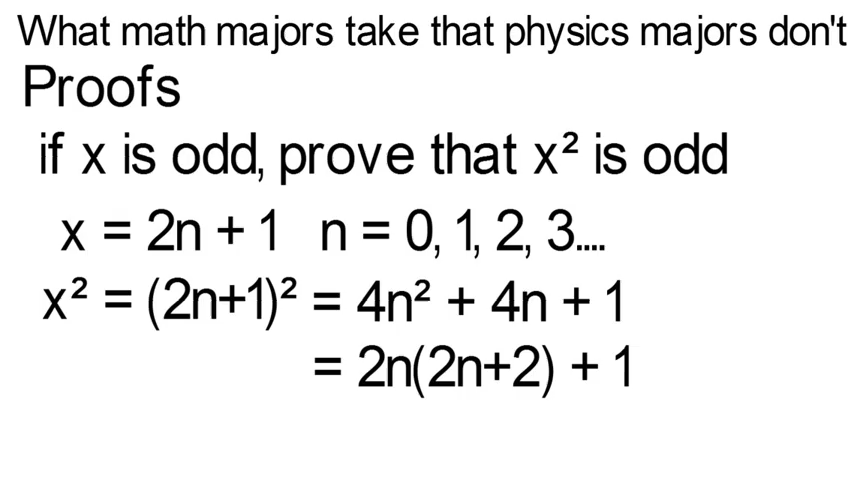 What math majors take that physics majors don't
Proofs
if x is odd, prove that x² is odd
x = 2n + 1 n = 0, 1, 2, 3....
x² = (2n+1)² = 4n² + 4n + 1
= 2n(2n+2) + 1